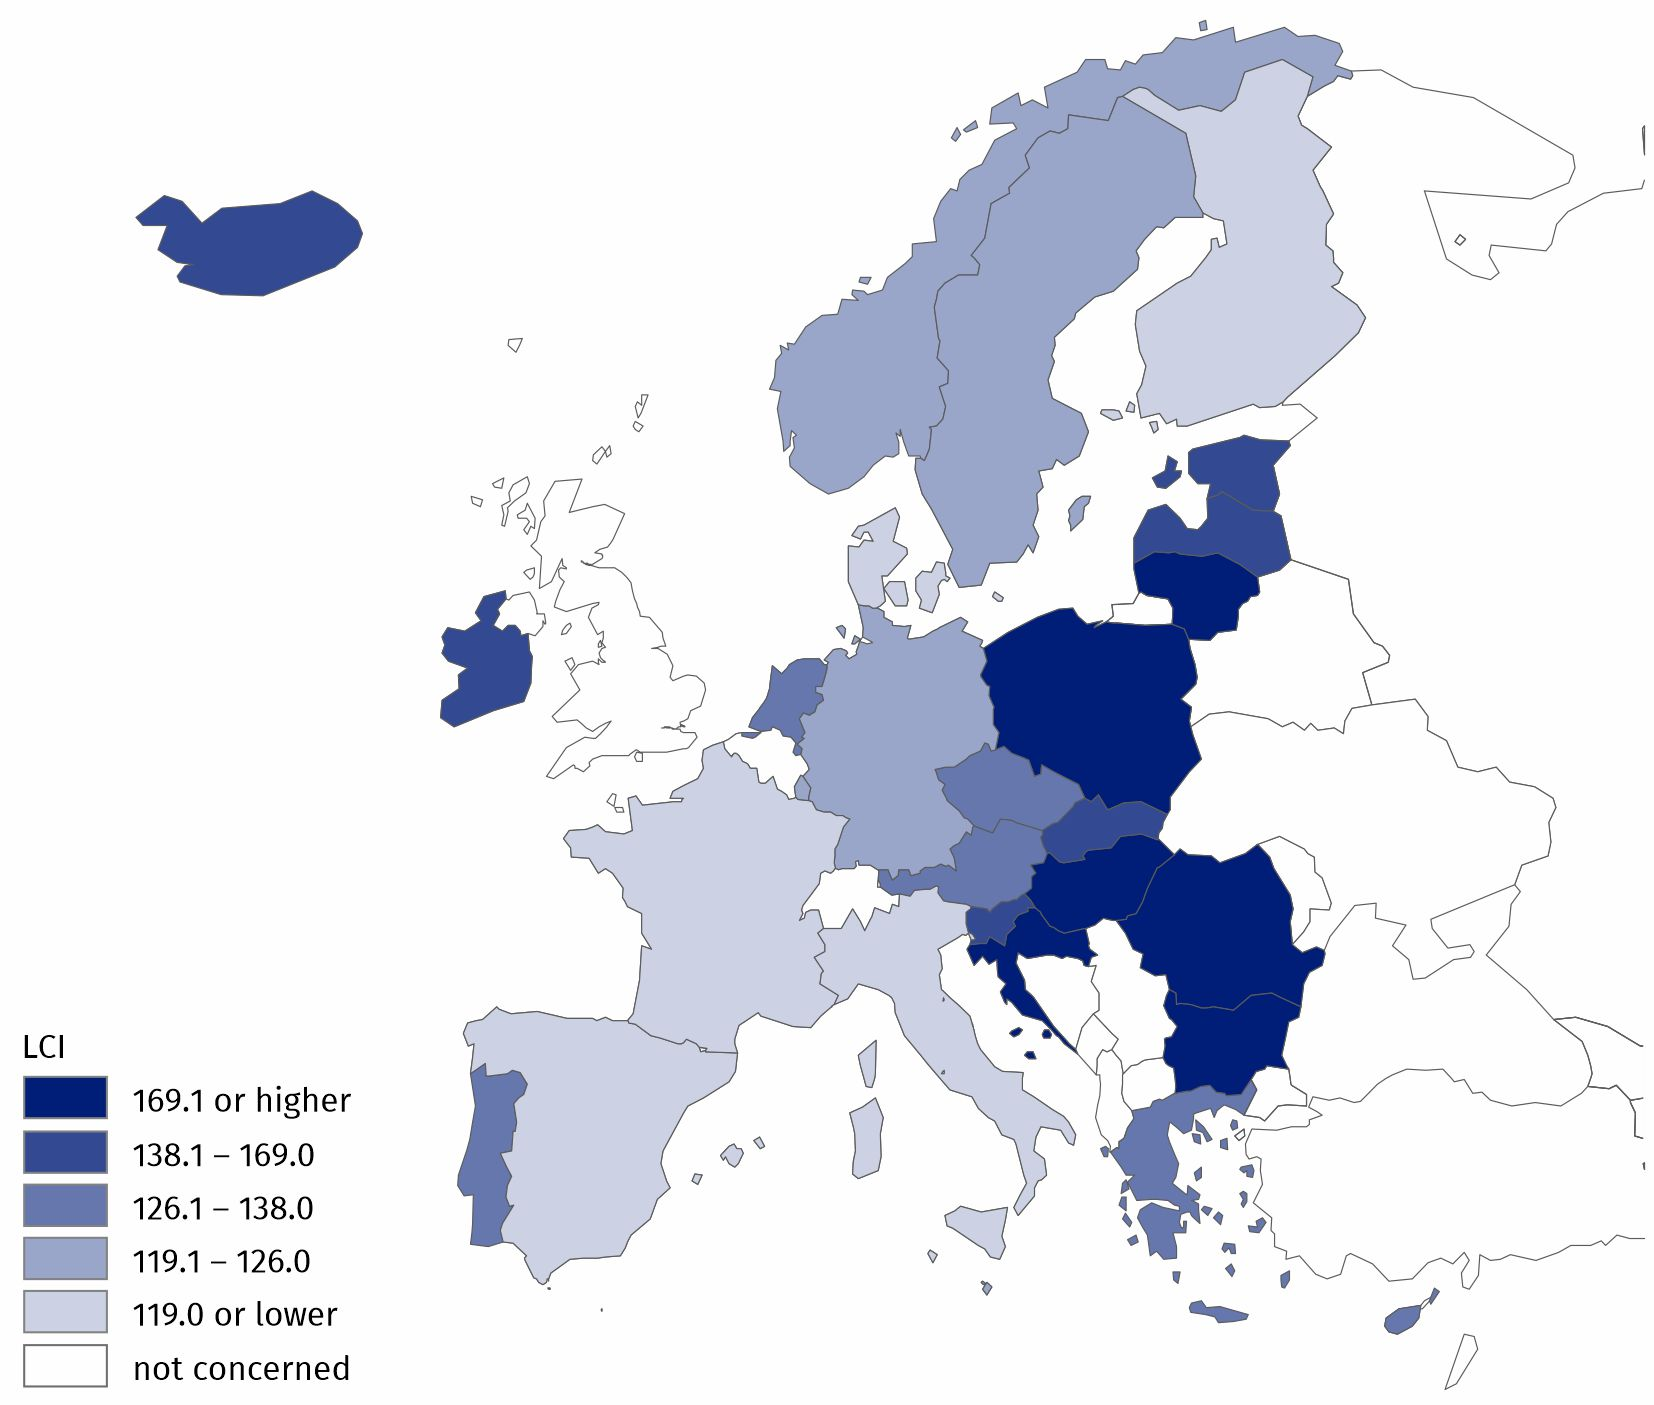 LCI
169.1 or higher
138.1 – 169.0
126.1 – 138.0
119.1 – 126.0
119.0 or lower
not concerned